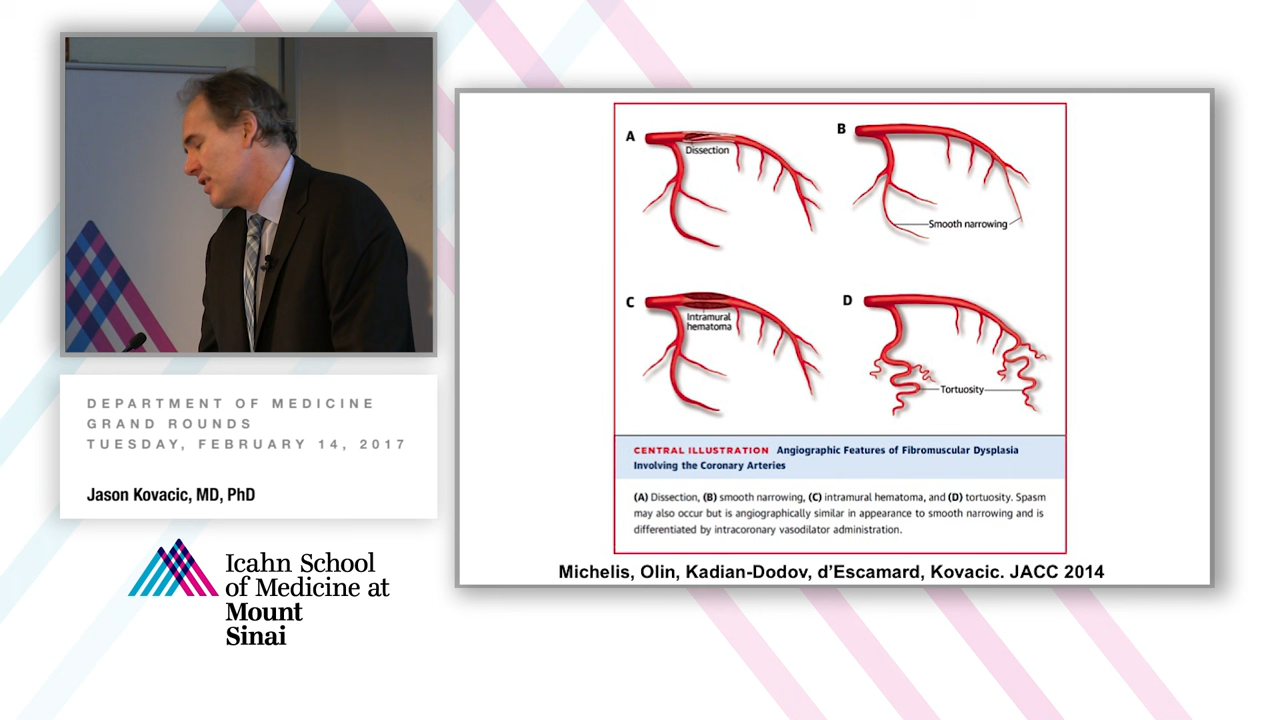 DEPARTMENT OF MEDICINE
GRAND ROUNDS
TUESDAY, FEBRUARY 14, 2017
Jason Kovacic, MD, PhD
Icahn School
of Medicine at
Mount
Sinai
A
Dissection
B
Smooth narrowing
C
Intramural
hematoma
D
Tortuosity
CENTRAL ILLUSTRATION Angiographic Features of Fibromuscular Dysplasia
Involving the Coronary Arteries
(A) Dissection, (B) smooth narrowing, (C) intramural hematoma, and (D) tortuosity. Spasm
may also occur but is angiographically similar in appearance to smooth narrowing and is
differentiated by intracoronary vasodilator administration.
Michelis, Olin, Kadian-Dodov, d'Escamard, Kovacic. JACC 2014